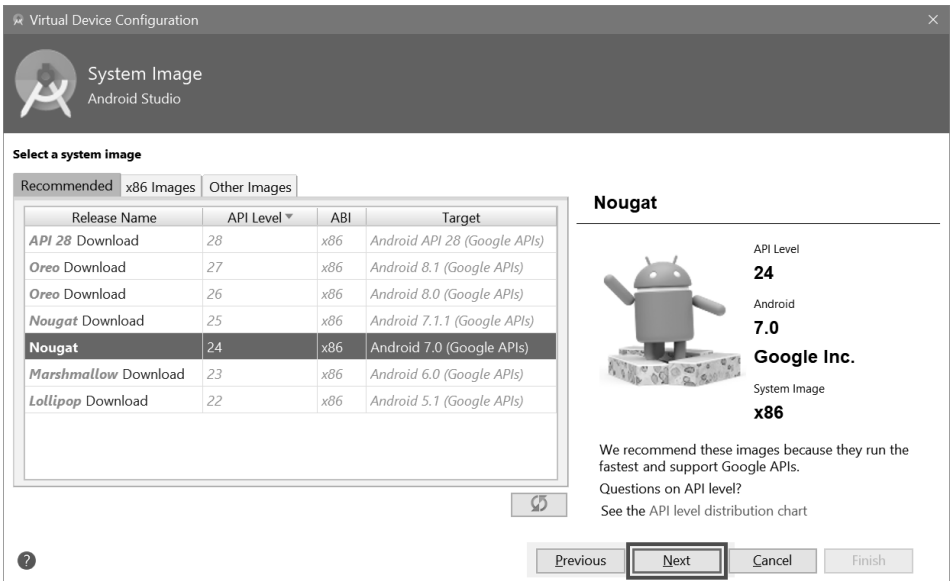 Virtual Device Configuration
System Image
Android Studio
Select a system image
Recommended x86 Images Other Images
Release Name API Level ABI Target
API 28 Download 28 x86 Android API 28 (Google APIs)
Oreo Download 27 x86 Android 8.1 (Google APIs)
Oreo Download 26 x86 Android 8.0 (Google APIs)
Nougat Download 25 x86 Android 7.1.1 (Google APIs)
Nougat 24 x86 Android 7.0 (Google APIs)
Marshmallow Download 23 x86 Android 6.0 (Google APIs)
Lollipop Download 22 x86 Android 5.1 (Google APIs)
Nougat
API Level
24
Android
7.0
Google Inc.
System Image
x86
We recommend these images because they run the
fastest and support Google APIs.
Questions on API level?
See the API level distribution chart
? Previous Next Cancel Finish